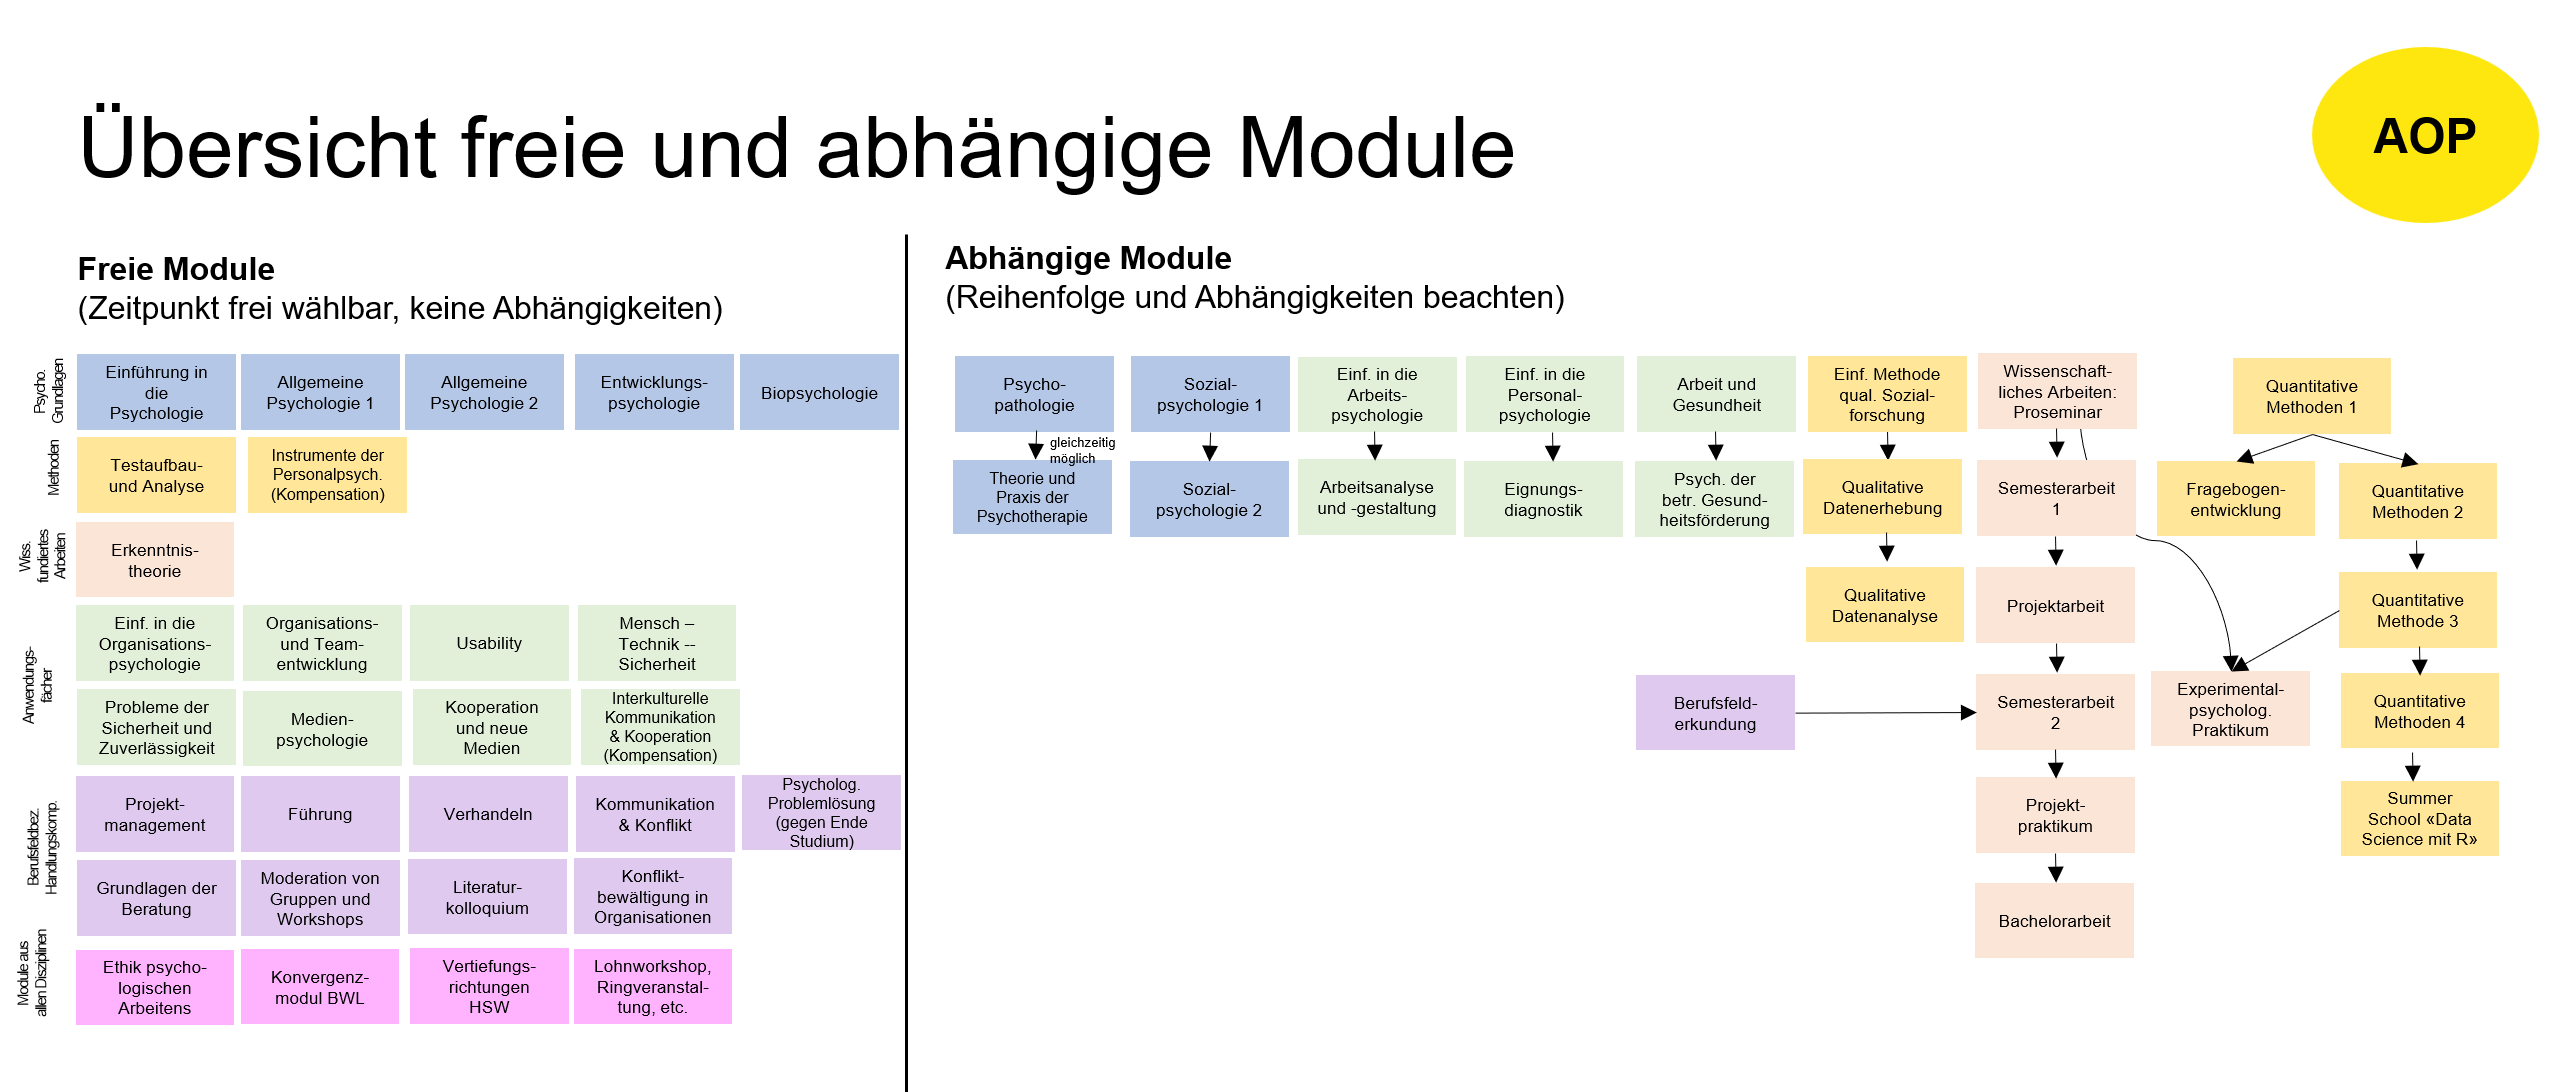 Übersicht freie und abhängige Module
AOP
Freie Module
(Zeitpunkt frei wählbar, keine Abhängigkeiten)
Psycho.
Grundlagen
Einführung in
die
Psychologie
Allgemeine
Psychologie 1
Allgemeine
Psychologie 2
Entwicklungs-
psychologie
Biopsychologie
Methoden
Testaufbau-
und Analyse
Instrumente der
Personalpsych.
(Kompensation)
Wiss.
fundiertes
Arbeiten
Erkenntnis-
theorie
Anwendungs-
fächer
Einf. in die
Organisations-
psychologie
Organisations-
und Team-
entwicklung
Usability
Mensch –
Technik --
Sicherheit
Probleme der
Sicherheit und
Zuverlässigkeit
Medien-
psychologie
Kooperation
und neue
Medien
Interkulturelle
Kommunikation
& Kooperation
(Kompensation)
Berufsfeldbez.
Handlungskomp.
Projekt-
management
Führung
Verhandeln
Kommunikation
& Konflikt
Psycholog.
Problemlösung
(gegen Ende
Studium)
Grundlagen der
Beratung
Moderation von
Gruppen und
Workshops
Literatur-
kolloquium
Konflikt-
bewältigung in
Organisationen
Module aus
allen Disziplinen
Ethik psycho-
logischen
Arbeitens
Konvergenz-
modul BWL
Vertiefungs-
richtungen
HSW
Lohnworkshop,
Ringveranstal-
tung, etc.
Abhängige Module
(Reihenfolge und Abhängigkeiten beachten)
Psycho-
pathologie
gleichzeitig
möglich
Theorie und
Praxis der
Psychotherapie
Sozial-
psychologie 1
Sozial-
psychologie 2
Einf. in die
Arbeits-
psychologie
Arbeitsanalyse
und -gestaltung
Einf. in die
Personal-
psychologie
Eignungs-
diagnostik
Arbeit und
Gesundheit
Psych. der
betr. Gesund-
heitsförderung
Einf. Methode
qual. Sozial-
forschung
Qualitative
Datenerhebung
Qualitative
Datenanalyse
Wissenschaft-
liches Arbeiten:
Proseminar
Semesterarbeit
1
Projektarbeit
Berufsfeld-
erkundung
Semesterarbeit
2
Projekt-
praktikum
Bachelorarbeit
Quantitative
Methoden 1
Fragebogen-
entwicklung
Quantitative
Methoden 2
Quantitative
Methode 3
Experimental-
psycholog.
Praktikum
Quantitative
Methoden 4
Summer
School «Data
Science mit R»